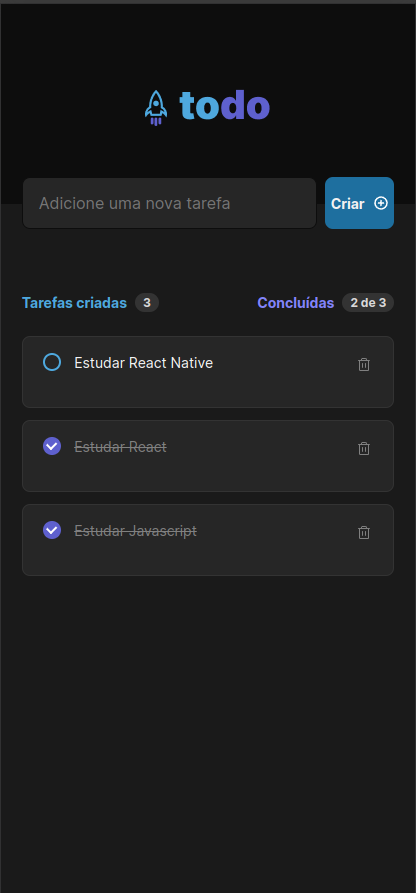 todo
Adicione uma nova tarefa
Criar
Tarefas criadas 3
Concluídas 2 de 3
Estudar React Native
Estudar React
Estudar Javascript